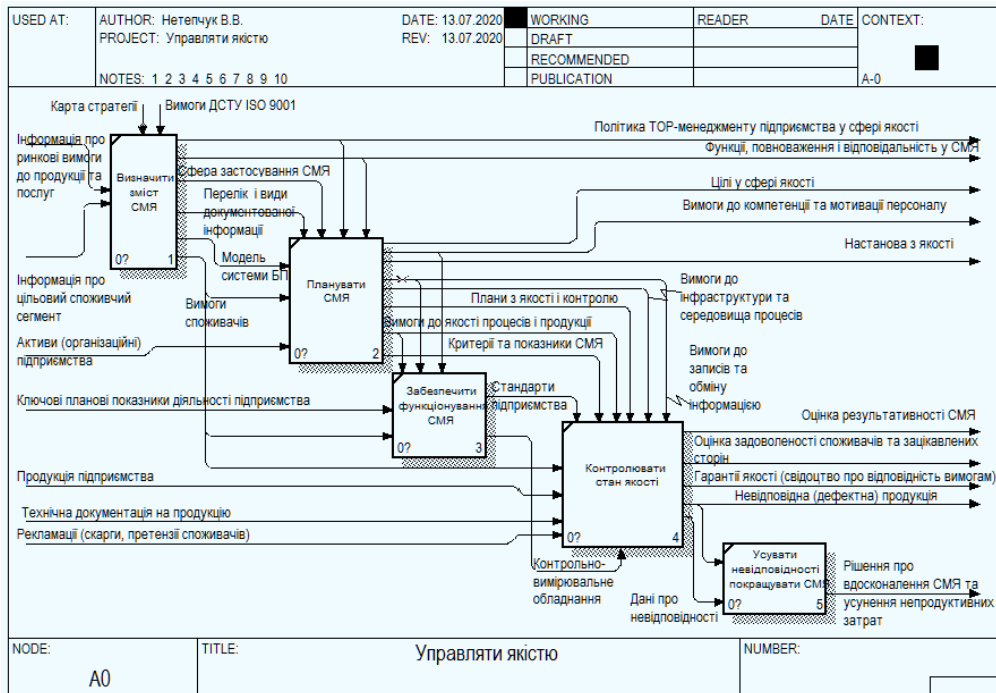 USED AT:
AUTHOR: Нетепчук В.В.
DATE: 13.07.2020
WORKING
READER
DATE
CONTEXT:
PROJECT: Управляти якістю
REV: 13.07.2020
DRAFT
RECOMMENDED
NOTES: 1 2 3 4 5 6 7 8 9 10
PUBLICATION
A-0
Карта стратегії
Вимоги ДСТУ ISO 9001
Інформація про
ринкові вимоги
до продукції та
послуг
Визначити
зміст
СМЯ
0?
1
Політика TOP-менеджменту підприємства у сфері якості
Функції, повноваження і відповідальність у СМЯ
Сфера застосування СМЯ
Перелік і види
документованої
інформації
Цілі у сфері якості
Вимоги до компетенції та мотивації персоналу
Настанова з якості
Модель
системи БП
Інформація про
цільовий споживчий
сегмент
Вимоги
споживачів
Планувати
СМЯ
0?
2
Плани з якості і контролю
Вимоги до якості процесів і продукції
Критерії та показники СМЯ
Вимоги до
інфраструктури та
середовища процесів
Активи (організаційні)
підприємства
Вимоги до
записів та
обміну
інформацією
Ключові планові показники діяльності підприємства
Забезпечити
функціонування
СМЯ
0?
3
Стандарти
підприємства
Оцінка результативності СМЯ
Оцінка задоволеності споживачів та зацікавлених
сторін
Гарантії якості (свідоцтво про відповідність вимогам)
Невідповідна (дефектна) продукція
Контролювати
стан якості
0?
4
Продукція підприємства
Технічна документація на продукцію
Рекламації (скарги, претензії споживачів)
Контрольно-
вимірювальне
обладнання
Дані про
невідповідності
Усувати
невідповідності
покращувати СМЯ
0?
5
Рішення про
вдосконалення СМЯ та
усунення непродуктивних
затрат
NODE:
A0
TITLE:
Управляти якістю
NUMBER: